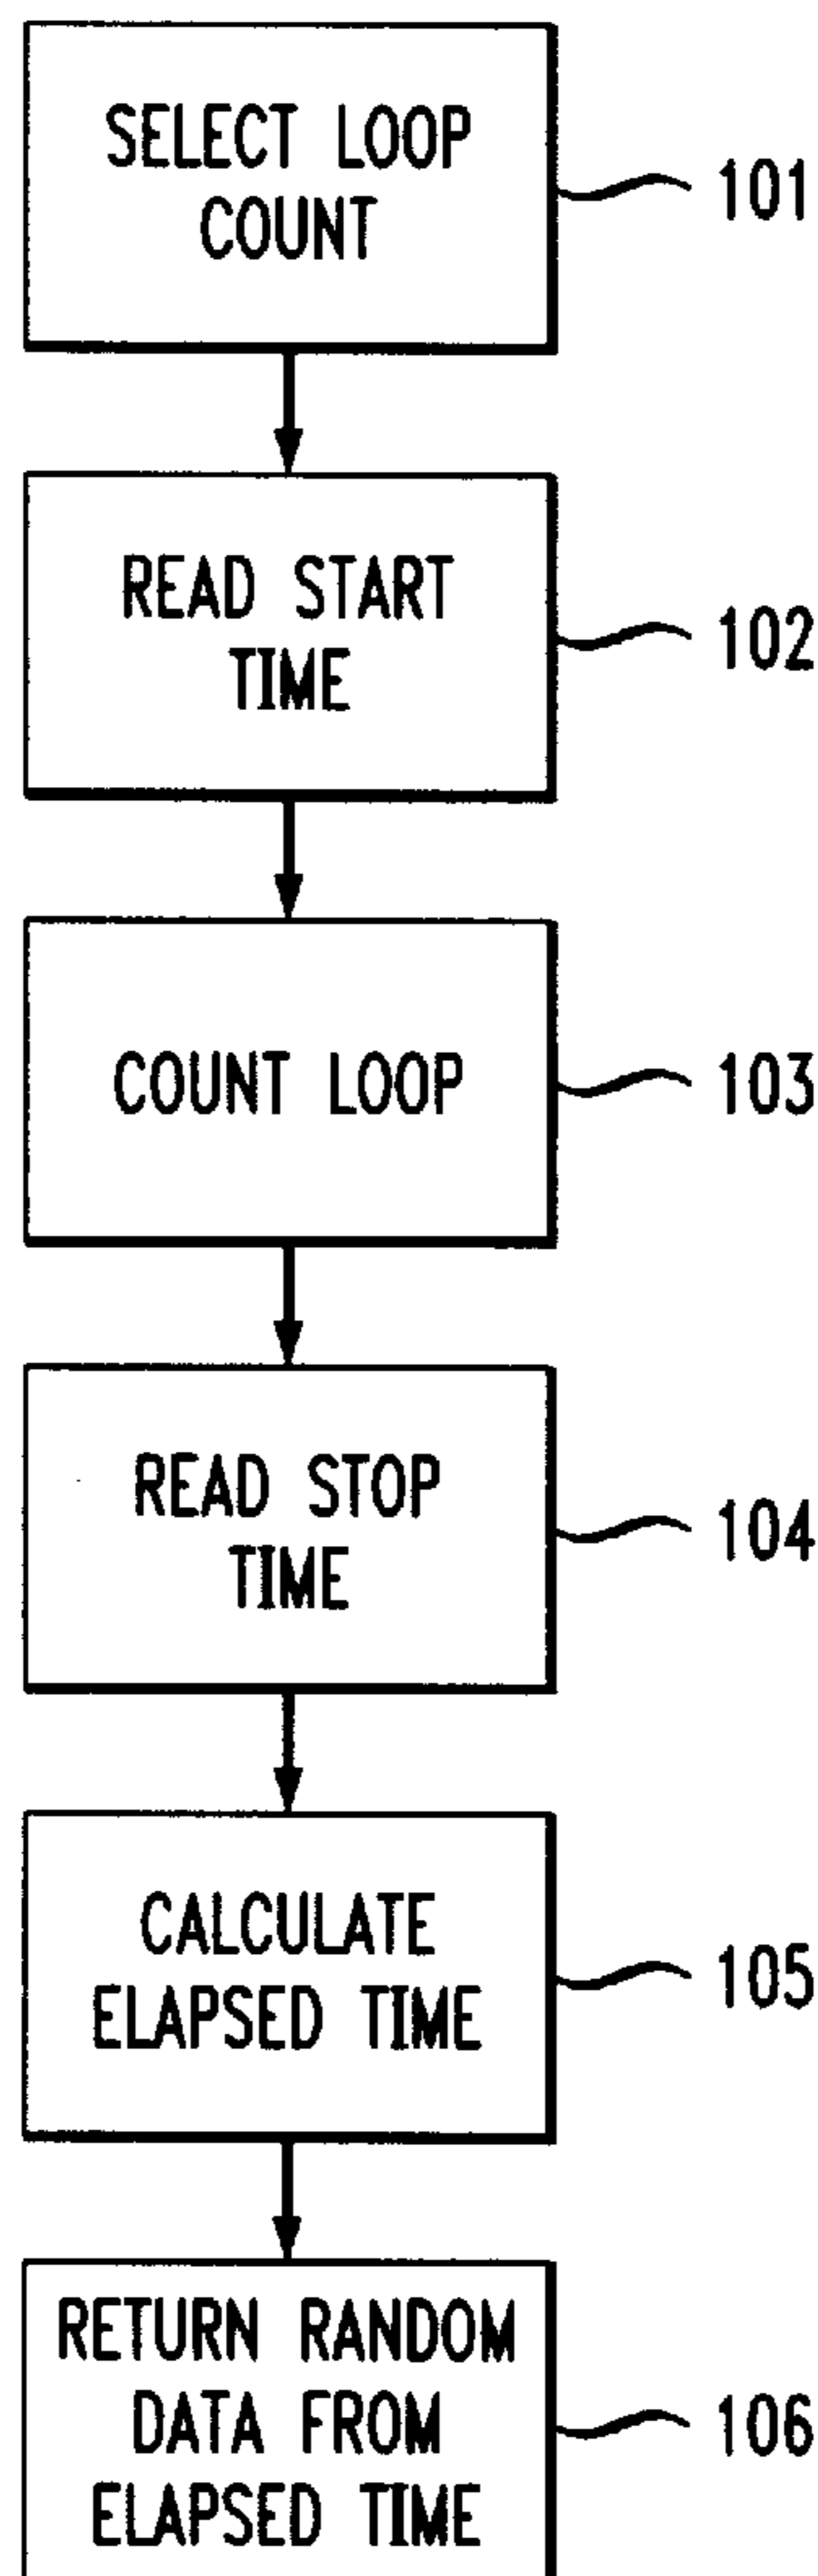 SELECT LOOP
COUNT
101
READ START
TIME
102
COUNT LOOP
103
READ STOP
TIME
104
CALCULATE
ELAPSED TIME
105
RETURN RANDOM
DATA FROM
ELAPSED TIME
106